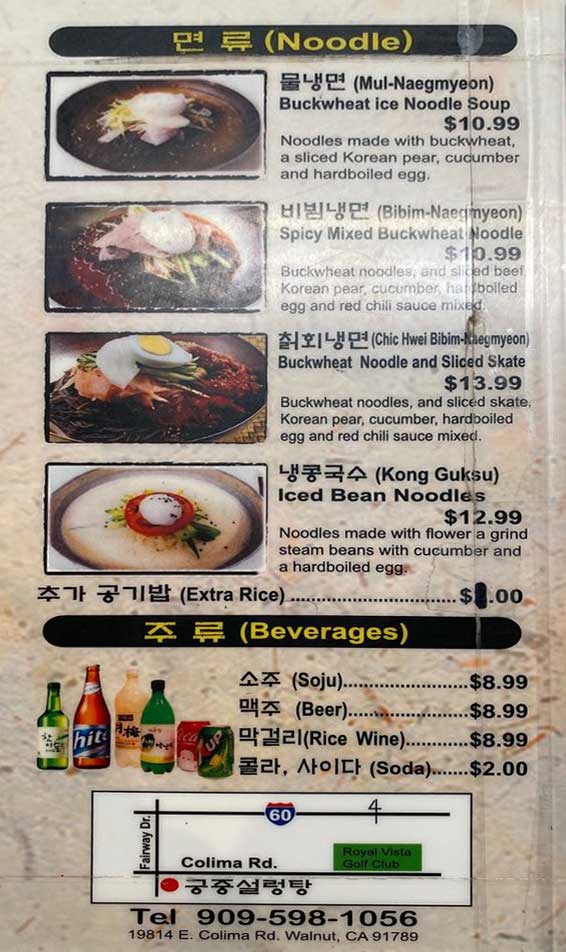 면 류 (Noodle)
물냉면 (Mul-Naegmyeon)
Buckwheat ice Noodle Soup
$10.99
Noodles made with buckwheat,
a sliced Korean pear, cucumber
and hardboiled egg.
비빔냉면 (Bibim-Naegmyeon)
Spicy Mixed Buckwheat Noodle
$10.99
Buckwheat noodles, and sliced beef,
Korean pear, cucumber, hardboiled
egg and red chili sauce mixed.
칡회냉면 (Chic Hwei Bibim-Naegmyeon)
Buckwheat Noodle and Sliced Skate
$13.99
Buckwheat noodles, and sliced skate,
Korean pear, cucumber, hardboiled
egg and red chili sauce mixed.
냉콩국수 (Kong Guksu)
Iced Bean Noodles
$12.99
Noodles made with flower a grind
steam beans with cucumber and
a hardboiled egg.
추가 공기밥 (Extra Rice) ........................ $ .00
주 류 (Beverages)
hite
UP
소주 (Soju)..................$8.99
맥주 (Beer)..................$8.99
막걸리(Rice Wine)..........$8.99
콜라, 사이다 (Soda).......$2.00
60
4
Fairway Dr.
Colima Rd.
Royal Vista
Golf Club
궁중설렁탕
Tel 909-598-1056
19814 E. Colima Rd. Walnut, CA 91789